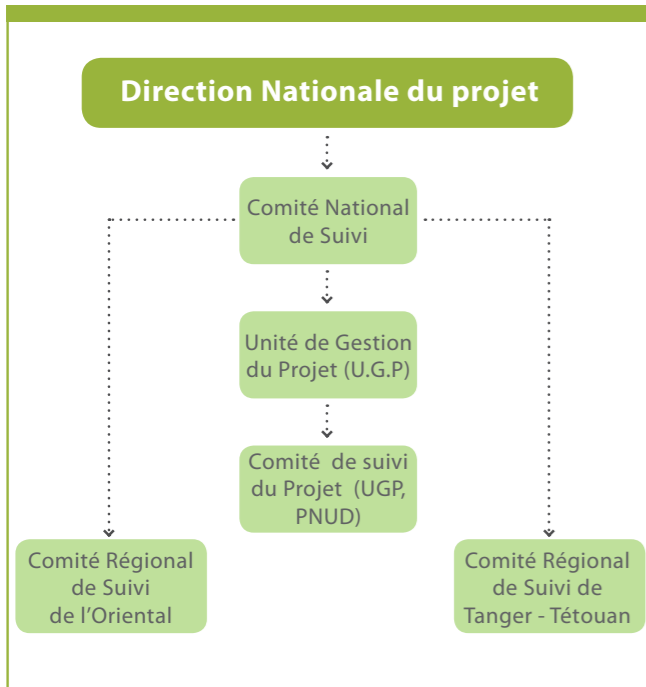 Direction Nationale du projet
Comité National
de Suivi
Unité de Gestion
du Projet (U.G.P)
Comité de suivi
du Projet (UGP,
PNUD)
Comité Régional
de Suivi
de l’Oriental
Comité Régional
de Suivi de
Tanger - Tétouan